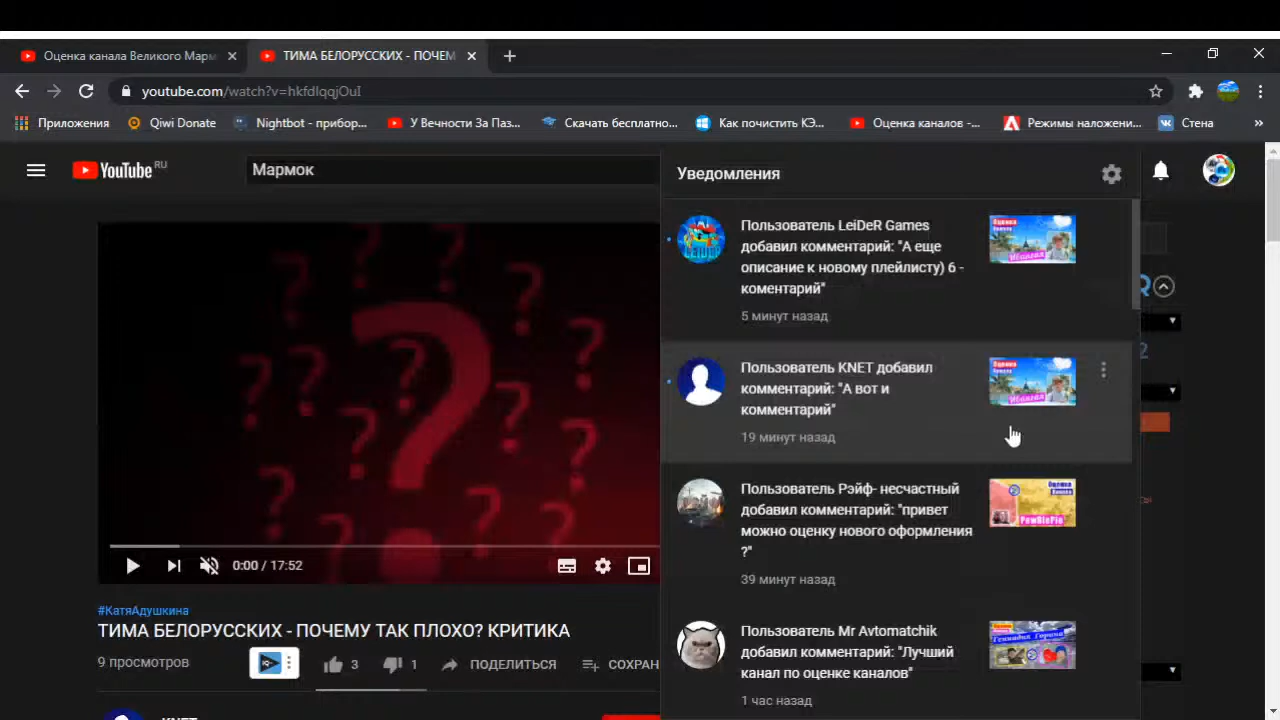 Оценка канала Великого Марм
ТИМА БЕЛОРУССКИХ - ПОЧЕМ
youtube.com/watch?v=hkfdlqqjOuI
Приложения
Qiwi Donate
Nightbot - прибор...
У Вечности За Паз...
Скачать бесплатно...
Как почистить КЭ...
Оценка каналов -...
Режимы наложени...
Стена
YouTube RU
Мармок
Уведомления
Пользователь LeiDeR Games
добавил комментарий: "А еще
описание к новому плейлисту) 6 -
коментарий"
5 минут назад
Пользователь KNET добавил
комментарий: "А вот и
комментарий"
19 минут назад
Пользователь Рэйф- несчастный
добавил комментарий: "привет
можно оценку нового оформления
?"
39 минут назад
Пользователь Mr Avtomatchik
добавил комментарий: "Лучший
канал по оценке каналов"
1 час назад
LEIDER
Оценка
PewDiePie
0:00 / 17:52
#КатяАдушкина
ТИМА БЕЛОРУССКИХ - ПОЧЕМУ ТАК ПЛОХО? КРИТИКА
9 просмотров
3
1
ПОДЕЛИТЬСЯ
СОХРАН
KNET